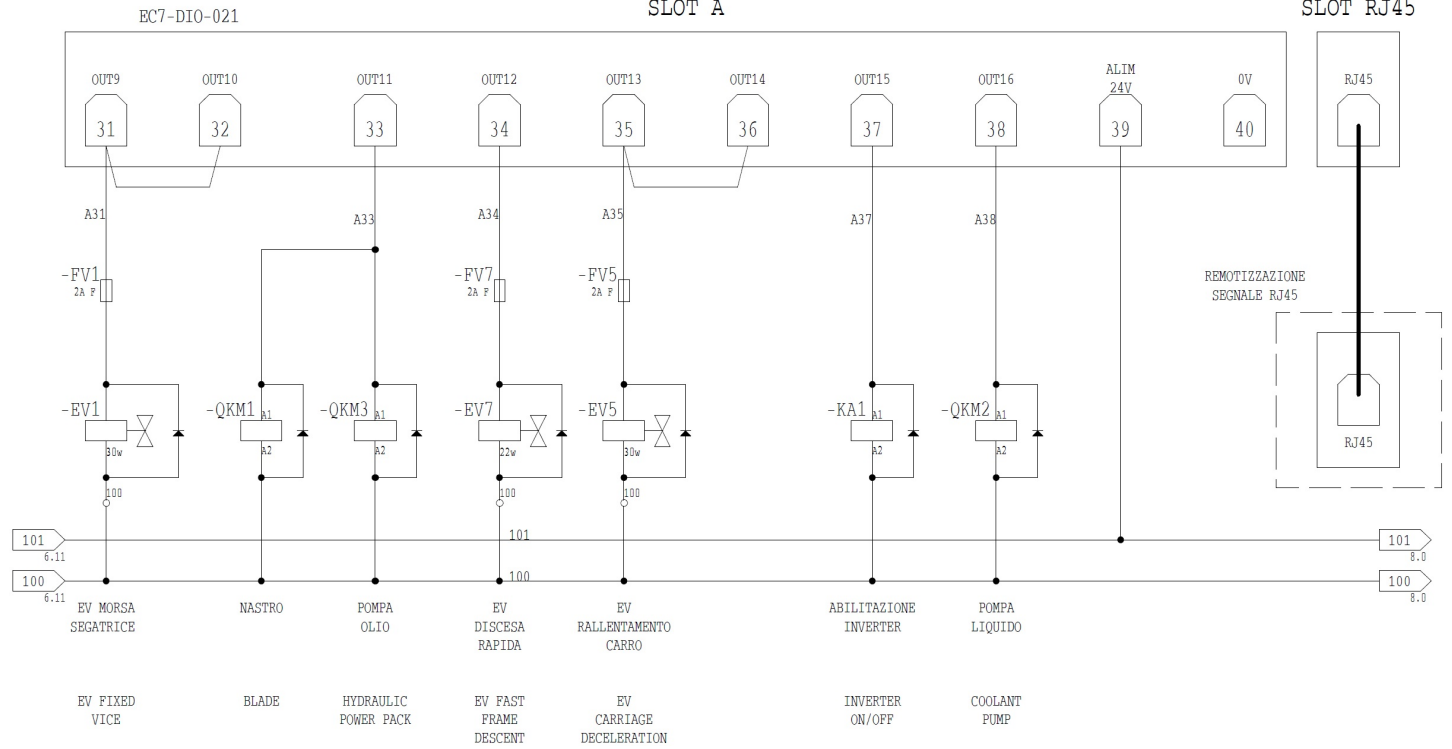 EC7-DIO-021
SLOT A
SLOT RJ45
OUT9 OUT10 OUT11 OUT12 OUT13 OUT14 OUT15 OUT16 ALIM 0V RJ45
24V
31 32 33 34 35 36 37 38 39 40
A31 A33 A34 A35 A37 A38
-FV1 -FV7 -FV5
2A F 2A F 2A F
REMOTIZZAZIONE
SEGNALE RJ45
-EV1 -QKM1 A1 -QKM3 A1 -EV7 -EV5 -KA1 A1 -QKM2 A1
30w A2 A2 22w 30w A2 A2
RJ45
100 100 100
101 101 101
6.11 8.0
100 100 100
6.11 8.0
EV MORSA
SEGATRICE
NASTRO
POMPA
OLIO
EV
DISCESA
RAPIDA
EV
RALLENTAMENTO
CARRO
ABILITAZIONE
INVERTER
POMPA
LIQUIDO
EV FIXED
VICE
BLADE
HYDRAULIC
POWER PACK
EV FAST
FRAME
DESCENT
EV
CARRIAGE
DECELERATION
INVERTER
ON/OFF
COOLANT
PUMP